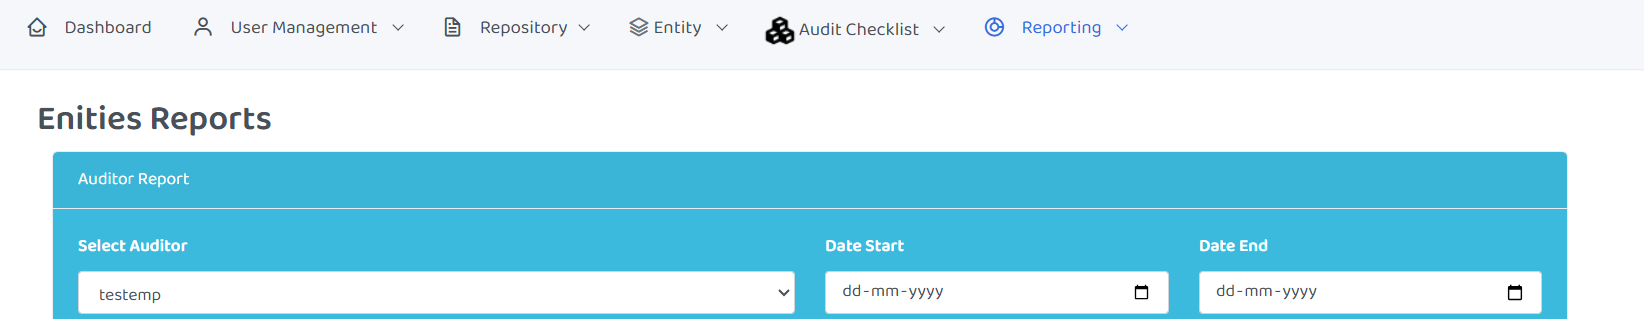 Dashboard User Management Repository Entity Audit Checklist Reporting
Enities Reports
Auditor Report
Select Auditor Date Start Date End
testemp dd-mm-yyyy dd-mm-yyyy